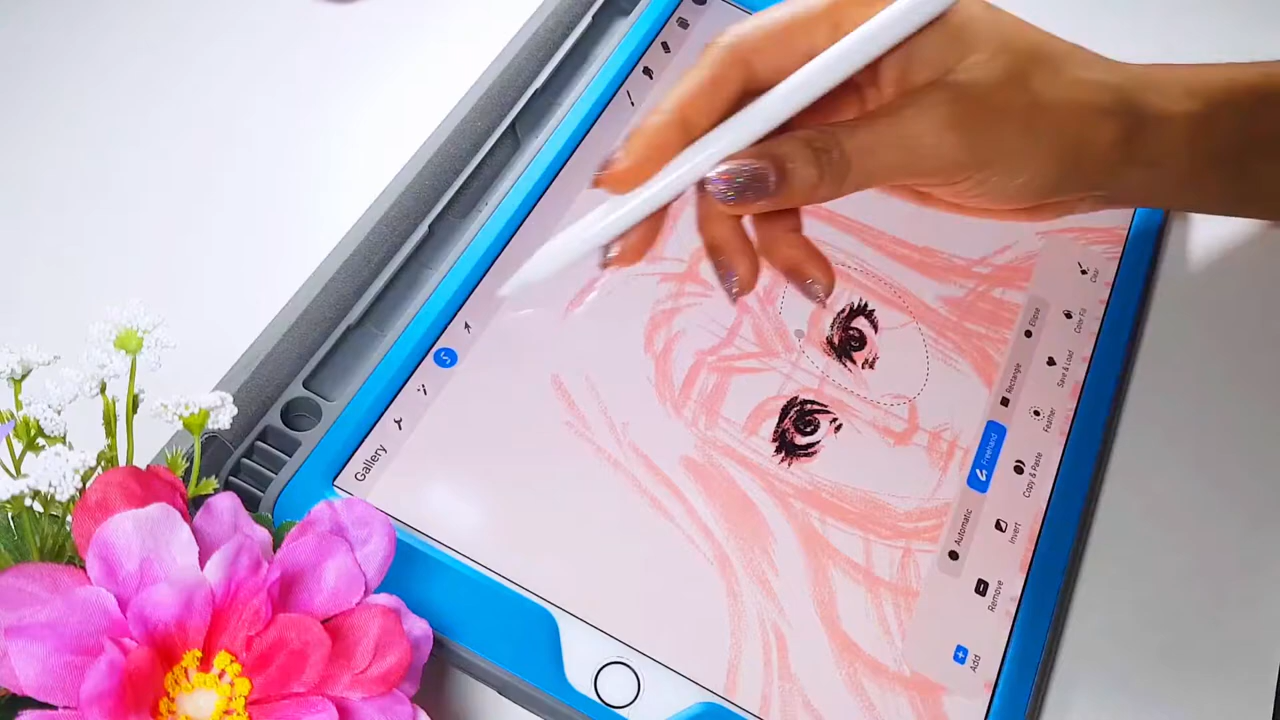 Gallery
Automatic
Freehand
Rectangle
Ellipse
Add
Remove
Invert
Copy & Paste
Feather
Save & Load
Color Fill
Clear